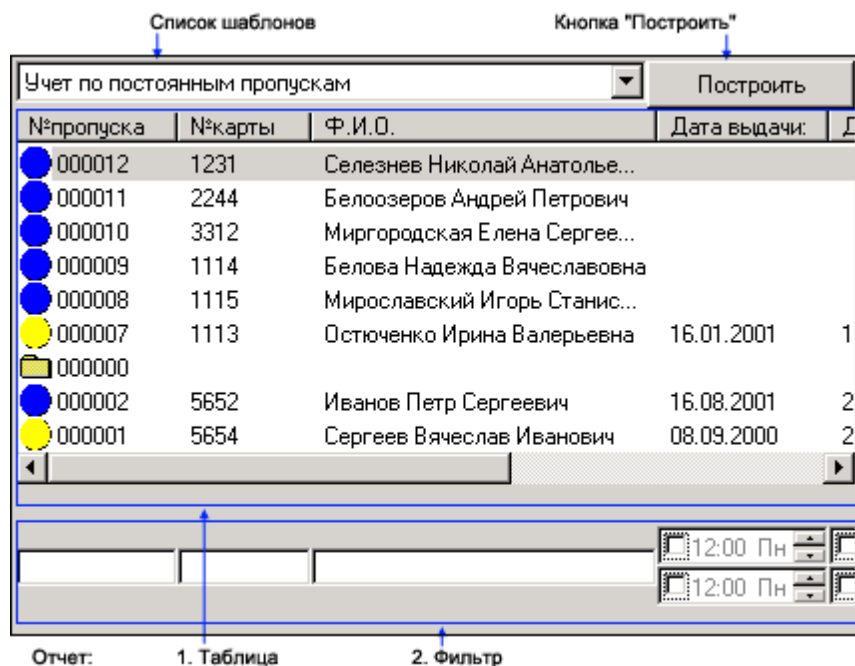 Список шаблонов Кнопка "Построить"
Учет по постоянным пропускам Построить
№пропуска №карты Ф.И.О. Дата выдачи: Д
000012 1231 Селезнев Николай Анатолье...
000011 2244 Белоозеров Андрей Петрович
000010 3312 Миргородская Елена Сергее...
000009 1114 Белова Надежда Вячеславовна
000008 1115 Мирославский Игорь Станис...
000007 1113 Остюченко Ирина Валерьевна 16.01.2001 1
000000
000002 5652 Иванов Петр Сергеевич 16.08.2001 2
000001 5654 Сергеев Вячеслав Иванович 08.09.2000 2
12:00 Пн
12:00 Пн
Отчет: 1. Таблица 2. Фильтр